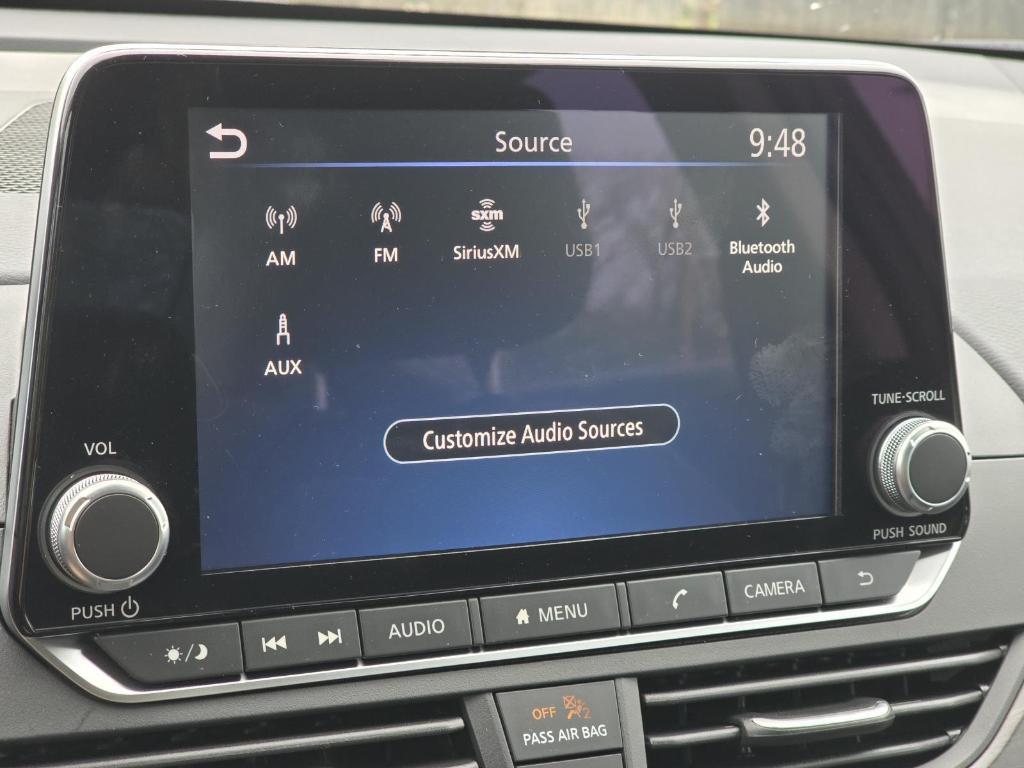 Source 9:48
AM FM sxm SiriusXM USB1 USB2 Bluetooth
Audio
AUX
Customize Audio Sources
VOL
TUNE·SCROLL
PUSH
PUSH SOUND
AUDIO MENU CAMERA
OFF 2
PASS AIR BAG